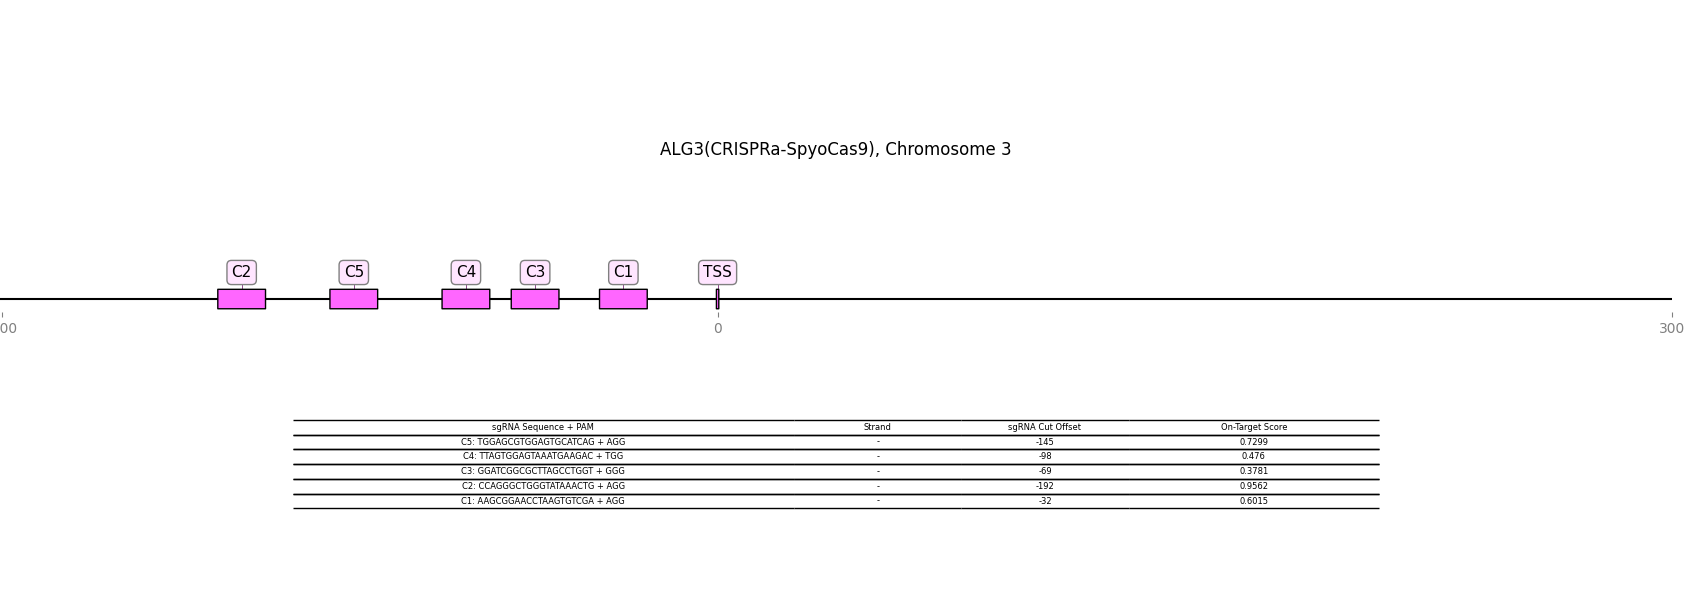 ALG3(CRISPRa-SpyoCas9), Chromosome 3
C2 C5 C4 C3 C1 TSS
00 0 300
sgRNA Sequence + PAM Strand sgRNA Cut Offset On-Target Score
C5: TGGAGCGTGGAGTGCATCAG + AGG - -145 0.7299
C4: TTAGTGGAGTAAATGAAGAC + TGG - -98 0.476
C3: GGATCGGCGCTTAGCCTGGT + GGG - -69 0.3781
C2: CCAGGGCTGGGTATAAACTG + AGG - -192 0.9562
C1: AAGCGGAACCTAAGTGTCGA + AGG - -32 0.6015